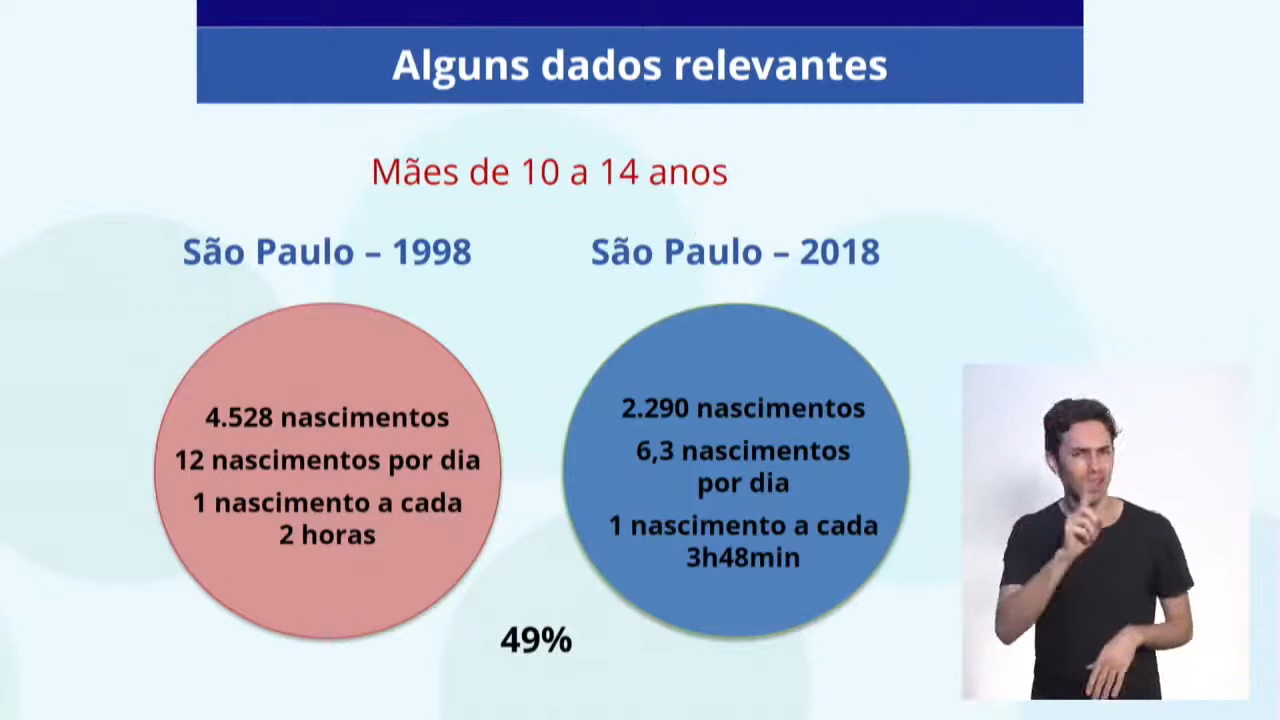 Alguns dados relevantes
Mães de 10 a 14 anos
São Paulo – 1998
São Paulo – 2018
4.528 nascimentos
12 nascimentos por dia
1 nascimento a cada
2 horas
2.290 nascimentos
6,3 nascimentos
por dia
1 nascimento a cada
3h48min
49%